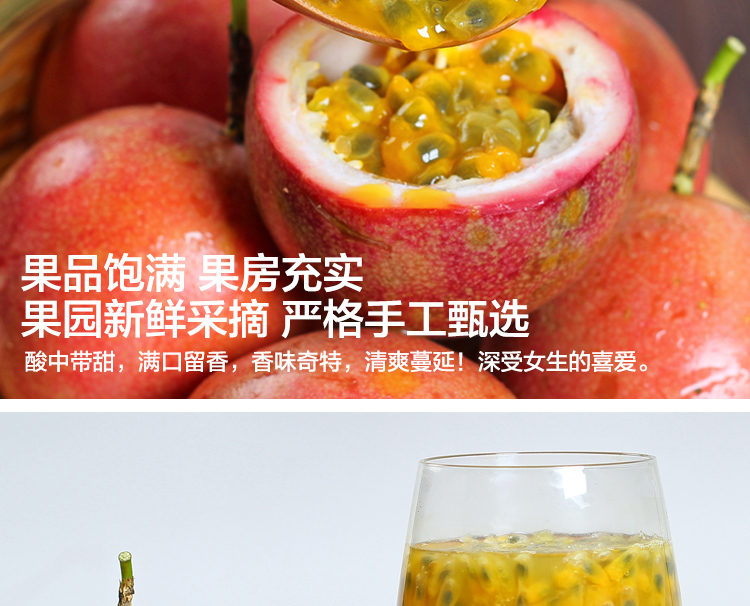 果品饱满 果房充实
果园新鲜采摘 严格手工甄选
酸中带甜，满口留香，香味奇特，清爽蔓延！深受女生的喜爱。